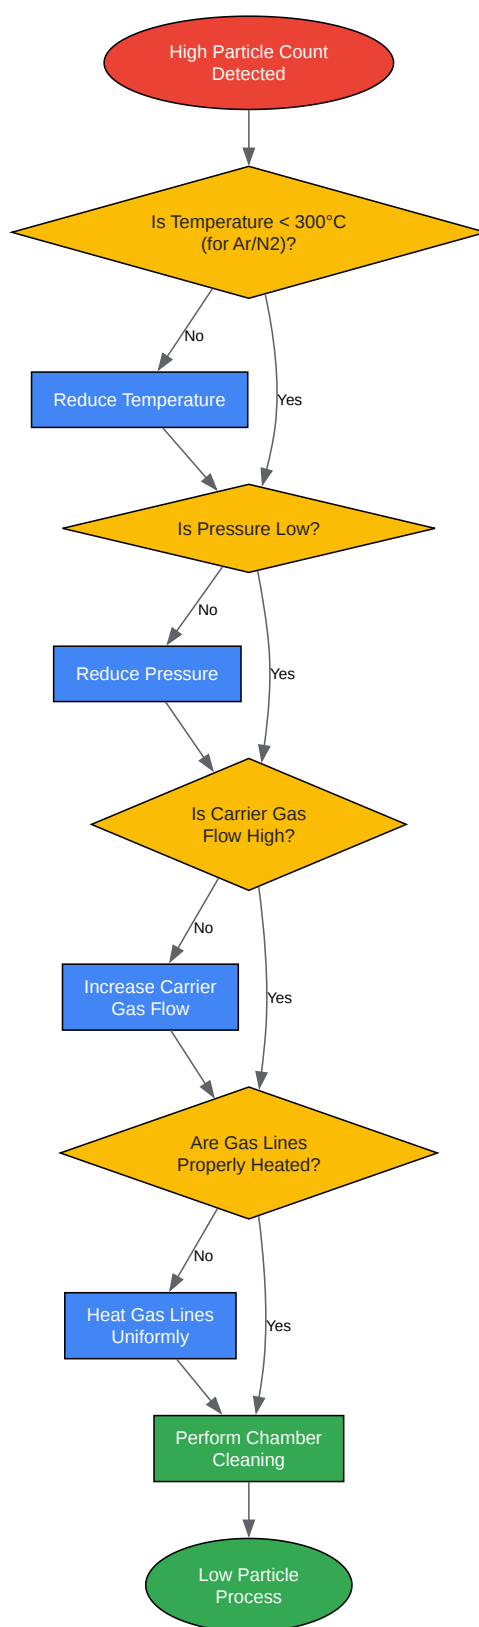 High Particle Count
Detected
Is Temperature < 300°C
(for Ar/N2)?
No
Reduce Temperature
Yes
Is Pressure Low?
No
Reduce Pressure
Yes
Is Carrier Gas
Flow High?
No
Increase Carrier
Gas Flow
Yes
Are Gas Lines
Properly Heated?
No
Heat Gas Lines
Uniformly
Yes
Perform Chamber
Cleaning
Low Particle
Process